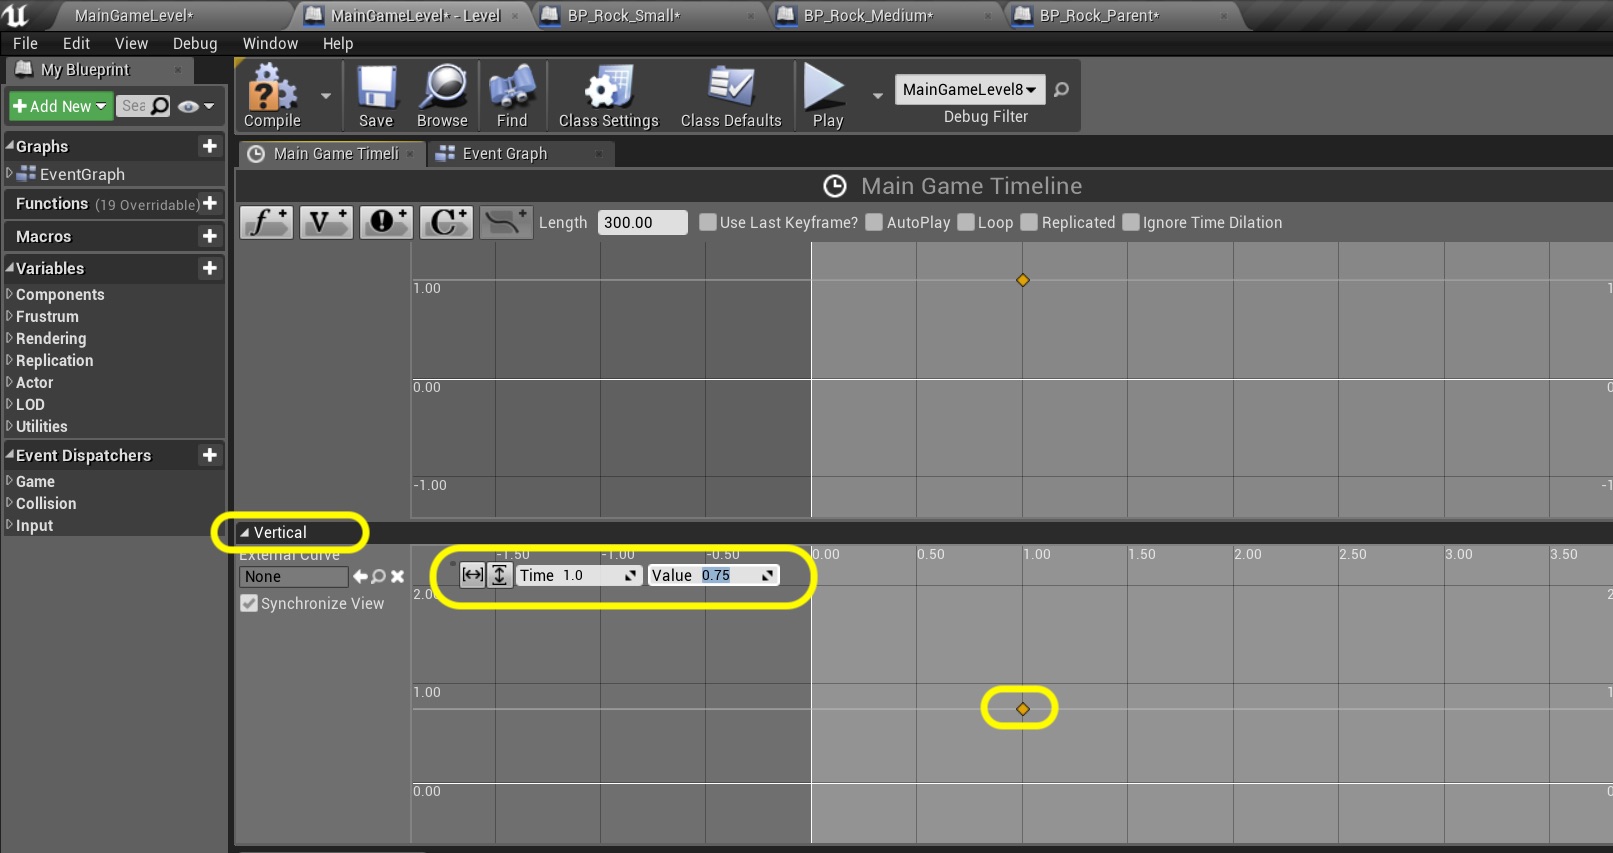 MainGameLevel*
MainGameLevel* - Level
BP_Rock_Small*
BP_Rock_Medium*
BP_Rock_Parent*
File Edit View Debug Window Help
My Blueprint
Add New
Sea
Compile
Save
Browse
Find
Class Settings
Class Defaults
Play
MainGameLevel8
Debug Filter
Graphs
EventGraph
Functions (19 Overridable)
Macros
Variables
Components
Frustrum
Rendering
Replication
Actor
LOD
Utilities
Event Dispatchers
Game
Collision
Input
Main Game Timeli
Event Graph
Main Game Timeline
f V C Length 300.00 Use Last Keyframe? AutoPlay Loop Replicated Ignore Time Dilation
1.00 1
0.00 0
-1.00 -1
Vertical
External Curve
None
Synchronize View
-1.50 -1.00 -0.50 0.00 0.50 1.00 1.50 2.00 2.50 3.00 3.50
Time 1.0 Value 0.75
2.00 2
1.00 1
0.00 0